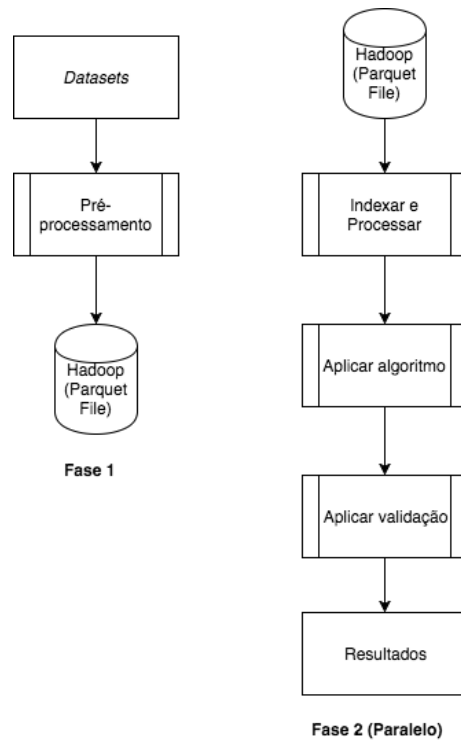 Datasets
Pré-
processamento
Hadoop
(Parquet
File)
Fase 1
Hadoop
(Parquet
File)
Indexar e
Processar
Aplicar algoritmo
Aplicar validação
Resultados
Fase 2 (Paralelo)